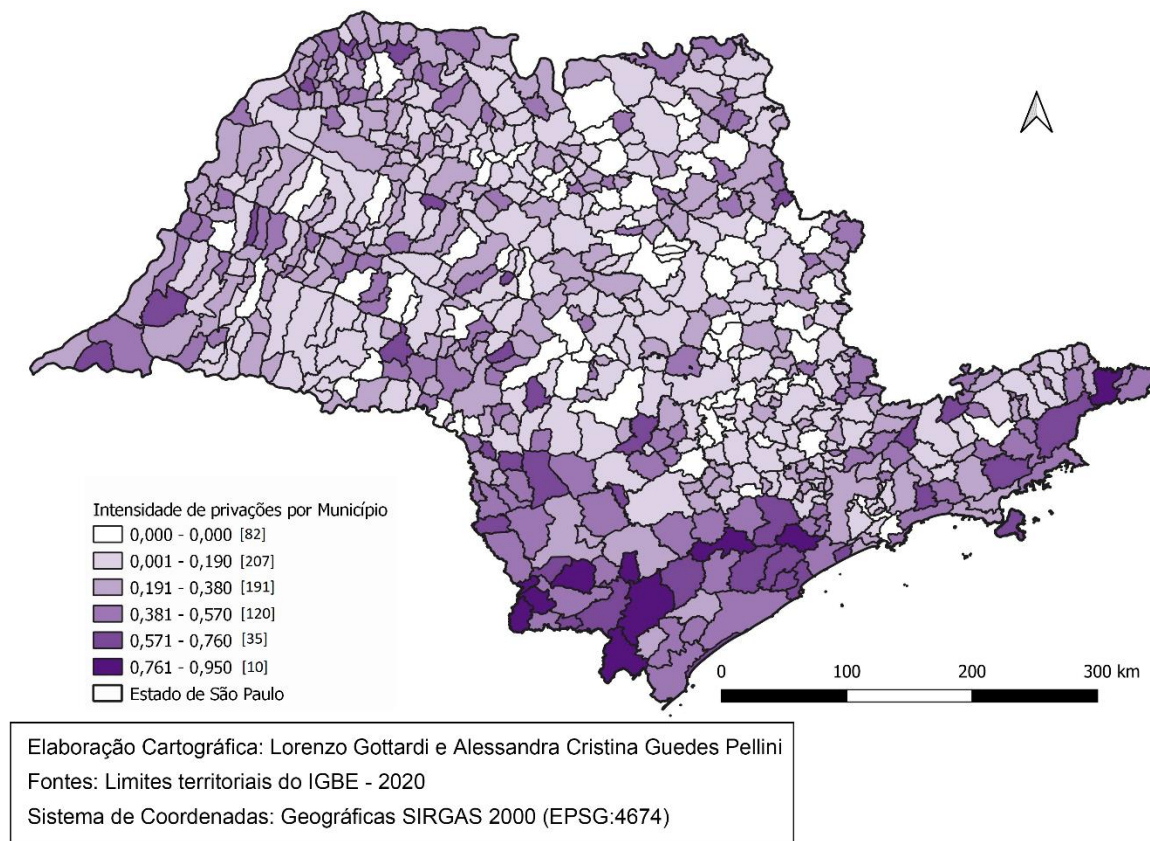 Intensidade de privações por Município
0,000 - 0,000 [82]
0,001 - 0,190 [207]
0,191 - 0,380 [191]
0,381 - 0,570 [120]
0,571 - 0,760 [35]
0,761 - 0,950 [10]
Estado de São Paulo
0 100 200 300 km
Elaboração Cartográfica: Lorenzo Gottardi e Alessandra Cristina Guedes Pellini
Fontes: Limites territoriais do IGBE - 2020
Sistema de Coordenadas: Geográficas SIRGAS 2000 (EPSG:4674)